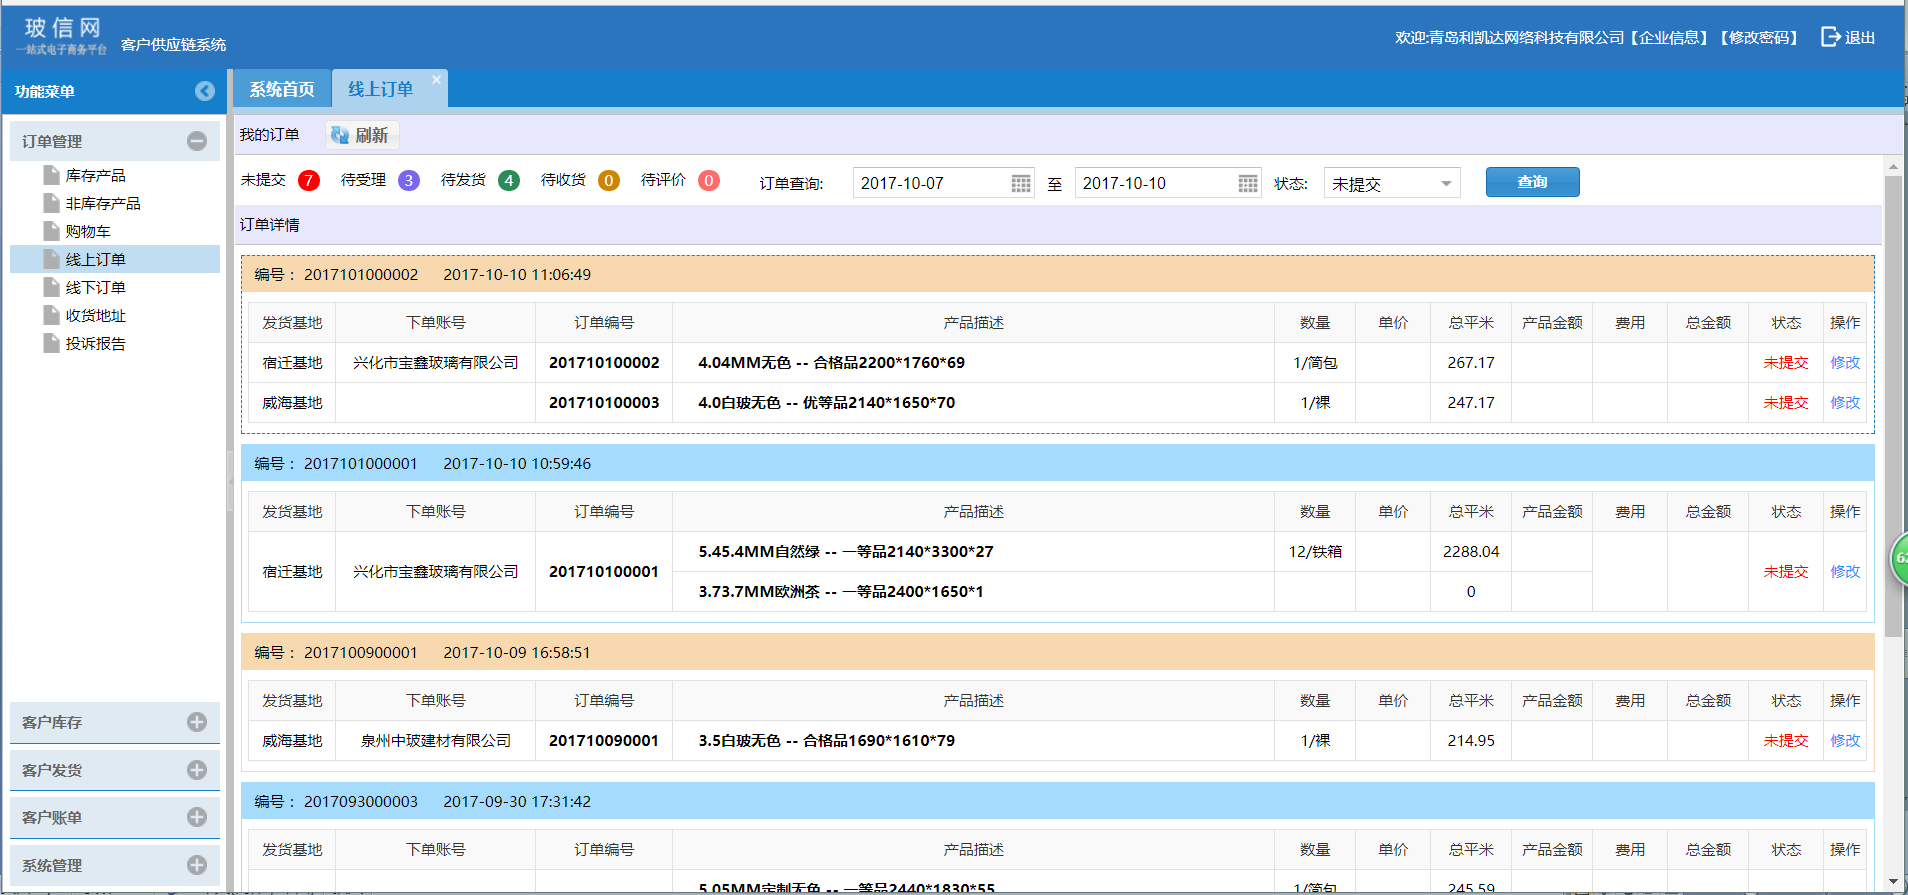 玻信网
一站式电子商务平台
客户供应链系统
欢迎:青岛利凯达网络科技有限公司【企业信息】 【修改密码】 退出
功能菜单
系统首页 线上订单
订单管理
库存产品
非库存产品
购物车
线上订单
线下订单
收货地址
投诉报告
客户库存
客户发货
客户账单
系统管理
我的订单 刷新
未提交 7 待受理 3 待发货 4 待收货 0 待评价 0 订单查询: 2017-10-07 至 2017-10-10 状态: 未提交 查询
订单详情
编号： 2017101000002 2017-10-10 11:06:49
发货基地 下单账号 订单编号 产品描述 数量 单价 总平米 产品金额 费用 总金额 状态 操作
宿迁基地 兴化市宝鑫玻璃有限公司 201710100002 4.04MM无色 -- 合格品2200*1760*69 1/简包 267.17 未提交 修改
威海基地 201710100003 4.0白玻无色 -- 优等品2140*1650*70 1/裸 247.17 未提交 修改
编号： 2017101000001 2017-10-10 10:59:46
发货基地 下单账号 订单编号 产品描述 数量 单价 总平米 产品金额 费用 总金额 状态 操作
宿迁基地 兴化市宝鑫玻璃有限公司 201710100001 5.45.4MM自然绿 -- 一等品2140*3300*27 12/铁箱 2288.04 未提交 修改
3.73.7MM欧洲茶 -- 一等品2400*1650*1 0
编号： 2017100900001 2017-10-09 16:58:51
发货基地 下单账号 订单编号 产品描述 数量 单价 总平米 产品金额 费用 总金额 状态 操作
威海基地 泉州中玻建材有限公司 201710090001 3.5白玻无色 -- 合格品1690*1610*79 1/裸 214.95 未提交 修改
编号： 2017093000003 2017-09-30 17:31:42
发货基地 下单账号 订单编号 产品描述 数量 单价 总平米 产品金额 费用 总金额 状态 操作
5.05MM定制无色 -- 一等品2440*1830*55 1/简包 245.59